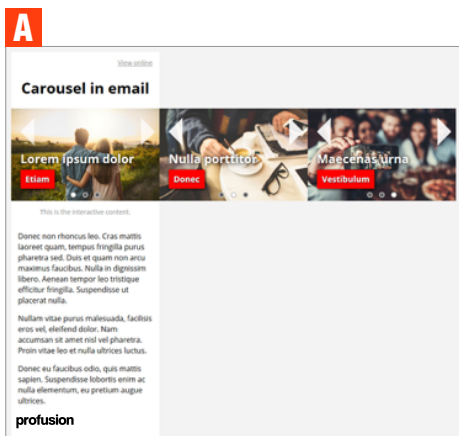 A
View online
Carousel in email
Lorem ipsum dolor
Nulla porttitor
Maecenas urna
Etiam
Donec
Vestibulum
This is the interactive content.
Donec non rhoncus leo. Cras mattis
laoreet quam, tempus fringilla purus
pharetra sed. Duis et quam non arcu
maximus faucibus. Nulla in dignissim
libero. Aenean tempor leo tristique
efficitur fringilla. Suspendisse ut
placerat nulla.
Nullam vitae purus malesuada, facilisis
eros vel, eleifend dolor. Nam
accumsan sit amet nisl vel pharetra.
Proin vitae leo et nulla ultrices luctus.
Donec eu faucibus odio, quis mattis
sapien. Suspendisse lobortis enim ac
nulla elementum, eu pretium augue
ultrices.
profusion